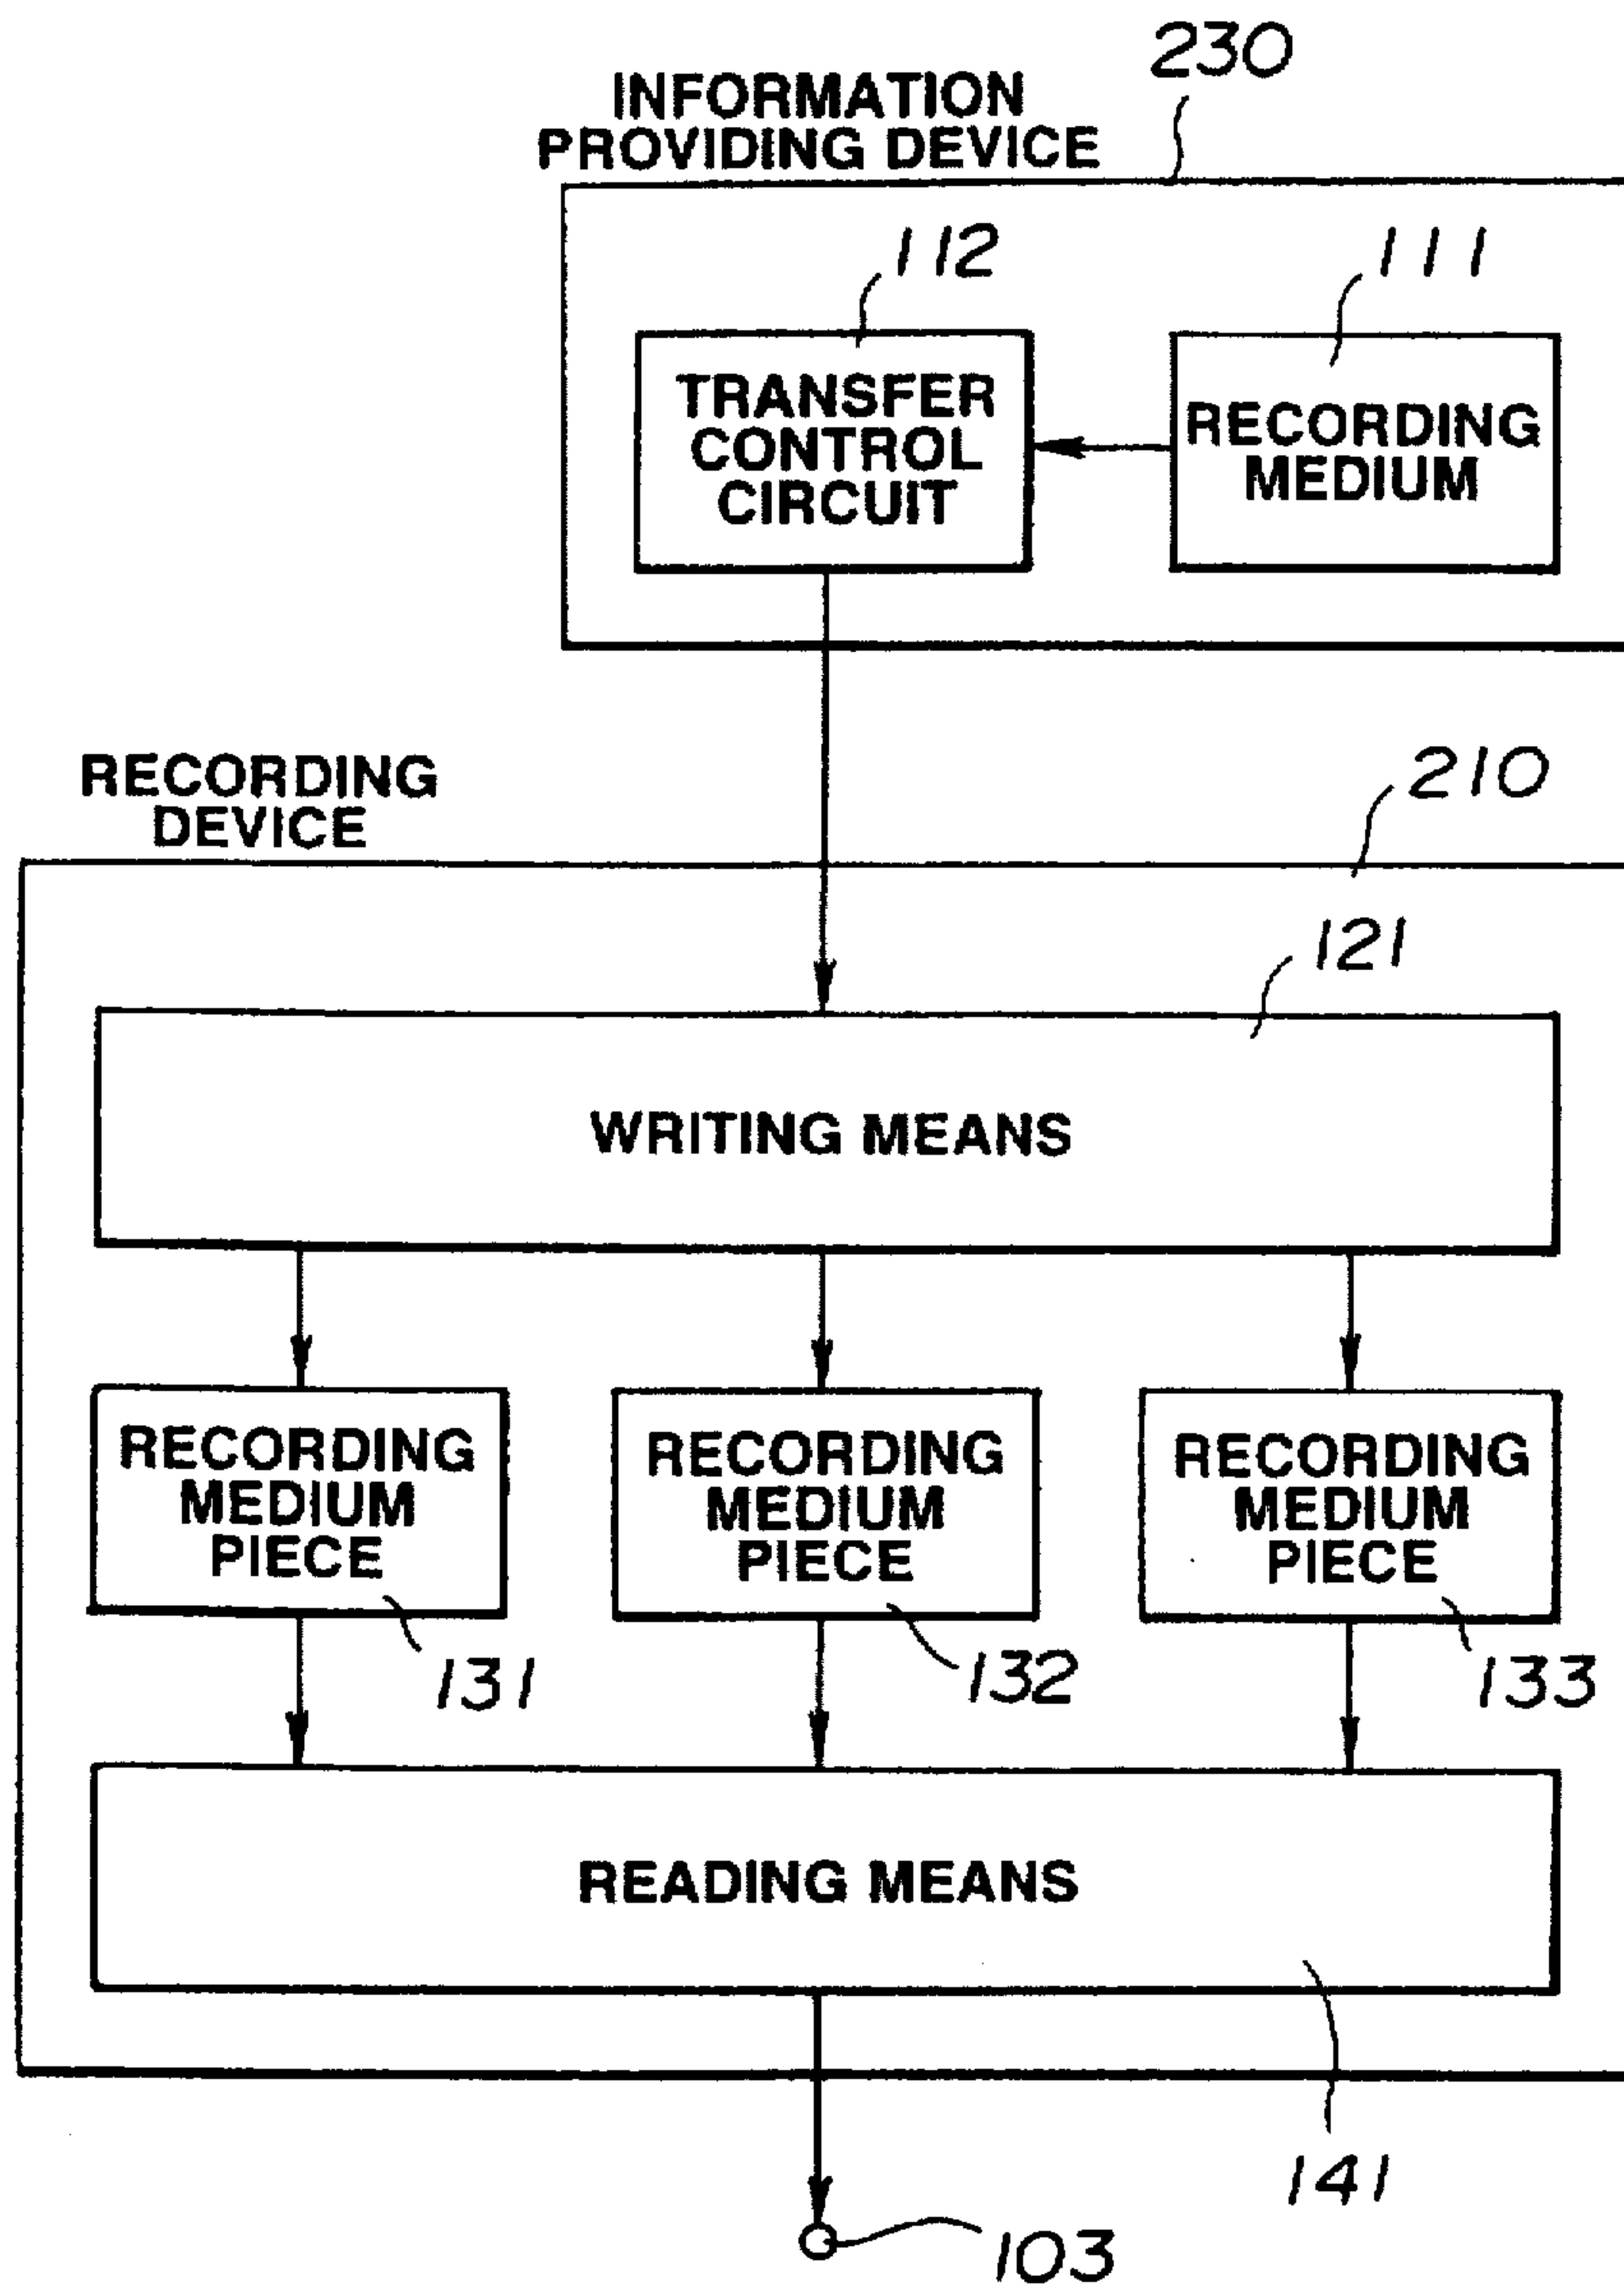 230
INFORMATION
PROVIDING DEVICE
112
111
TRANSFER
CONTROL
CIRCUIT
RECORDING
MEDIUM
RECORDING
DEVICE
210
121
WRITING MEANS
RECORDING
MEDIUM
PIECE
RECORDING
MEDIUM
PIECE
RECORDING
MEDIUM
PIECE
131
132
133
READING MEANS
141
103